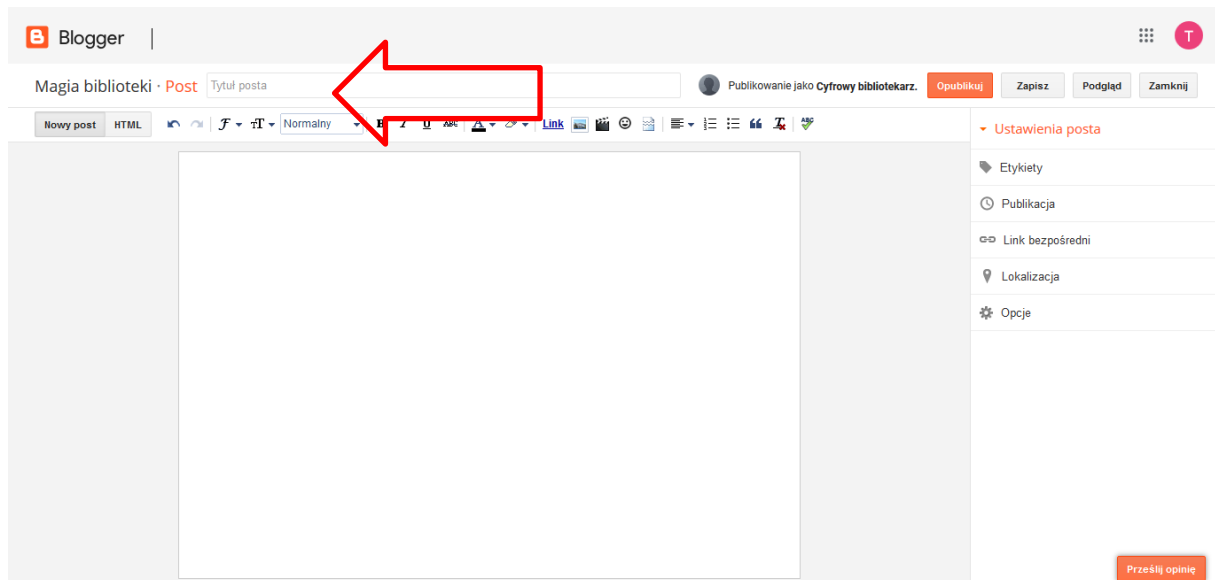 Blogger
T
Magia biblioteki · Post Tytuł posta Publikowanie jako Cyfrowy bibliotekarz. Opublikuj Zapisz Podgląd Zamknij
Nowy post HTML Normalny Link
Ustawienia posta
Etykiety
Publikacja
Link bezpośredni
Lokalizacja
Opcje
Prześlij opinię